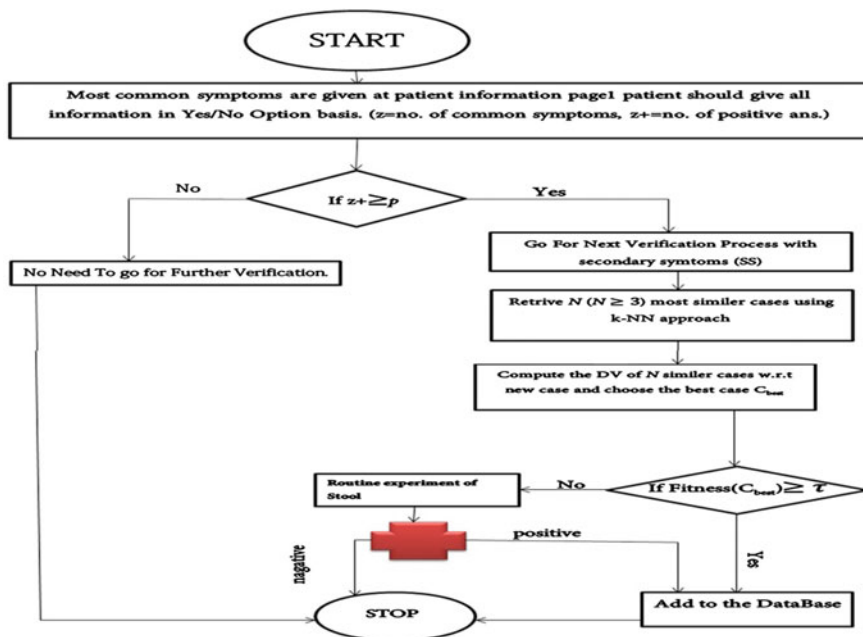 START
Most common symptoms are given at patient information page1 patient should give all
information in Yes/No Option basis. (z=no. of common symptoms, z+=no. of positive ans.)
No
If z+≥p
Yes
Go For Next Verification Process with
secondary symtoms (SS)
No Need To go for Further Verification.
Retrive N (N ≥ 3) most similer cases using
k-NN approach
Compute the DV of N similer cases w.r.t
new case and choose the best case C_best
Routine experiment of
Stool
No
If Fitness(C_best)≥ τ
positive
nagative
Yes
Add to the DataBase
STOP